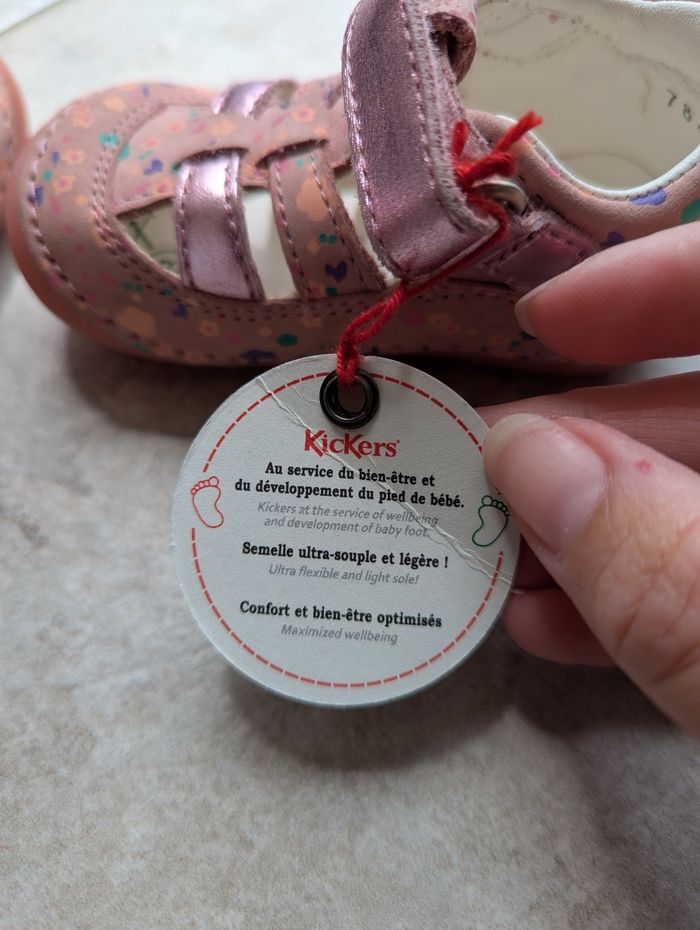 78
KicKers®
Au service du bien-être et
du développement du pied de bébé.
Kickers at the service of wellbeing
and development of baby foot.
Semelle ultra-souple et légère !
Ultra flexible and light sole!
Confort et bien-être optimisés
Maximized wellbeing